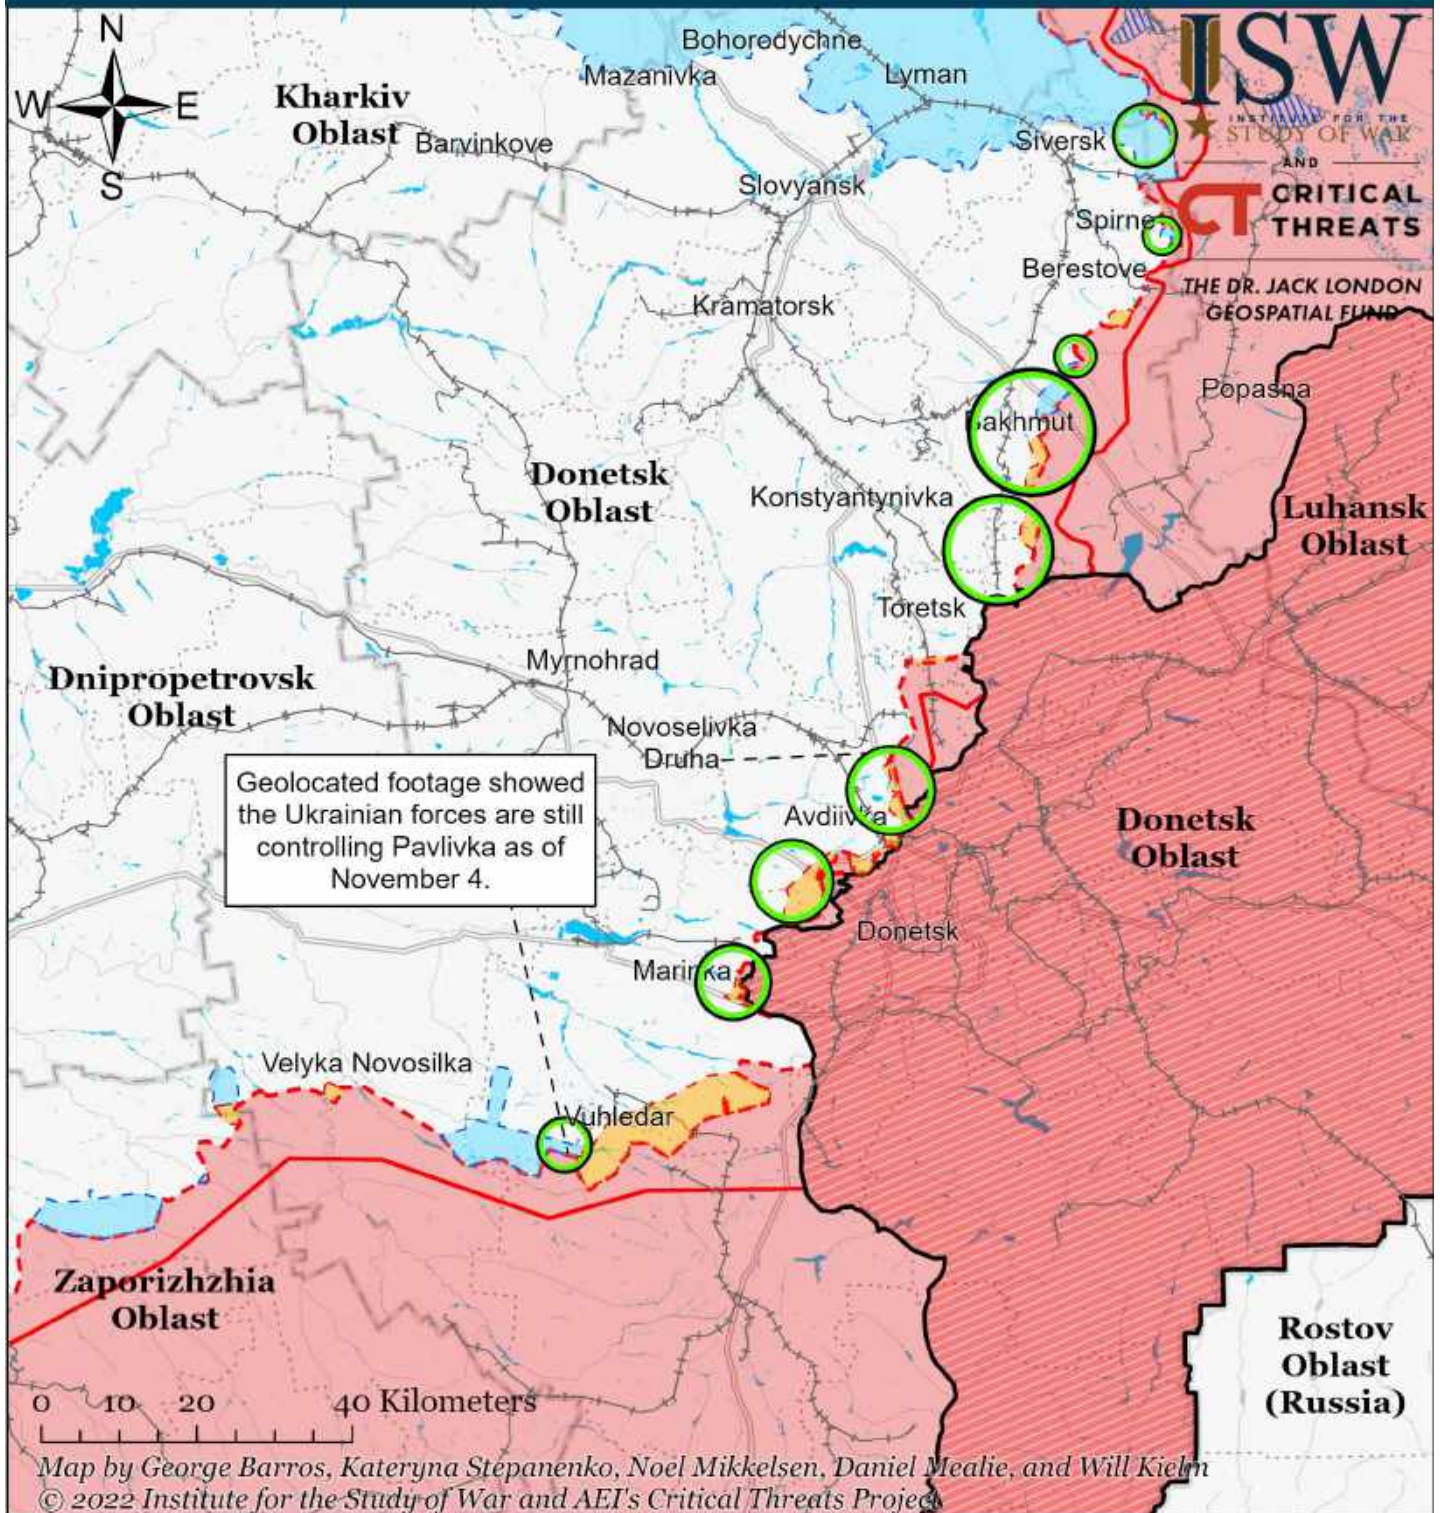 N
W
E
S
Kharkiv
Oblast
Barvinkove
Bohorodychne
Mazanivka
Lyman
Siversk
Slovyansk
Spirne
Berestove
Kramatorsk
ISW
INSTITUTE FOR THE
STUDY OF WAR
AND
CT CRITICAL
THREATS
THE DR. JACK LONDON
GEOSPATIAL FUND
Popasna
Bakhmut
Donetsk
Oblast
Konstyantynivka
Luhansk
Oblast
Toretsk
Myrnohrad
Dnipropetrovsk
Oblast
Novoselivka
Druha
Geolocated footage showed
the Ukrainian forces are still
controlling Pavlivka as of
November 4.
Avdiivka
Donetsk
Oblast
Donetsk
Marinka
Velyka Novosilka
Vuhledar
Zaporizhzhia
Oblast
Rostov
Oblast
(Russia)
0 10 20 40 Kilometers
Map by George Barros, Kateryna Stepanenko, Noel Mikkelsen, Daniel Mealie, and Will Kielm
© 2022 Institute for the Study of War and AEI's Critical Threats Project